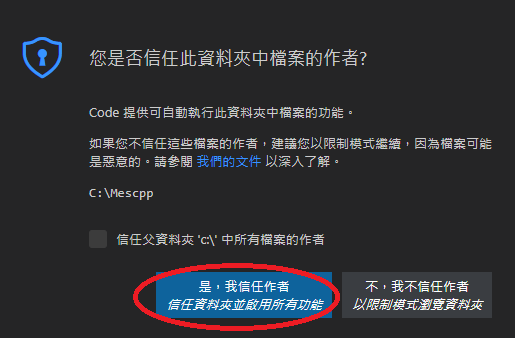 您是否信任此資料夾中檔案的作者?
Code 提供可自動執行此資料夾中檔案的功能。
如果您不信任這些檔案的作者，建議您以限制模式繼續，因為檔案可能
是惡意的。請參閱 我們的文件 以深入了解。
C:\Mescpp
信任父資料夾 'C:\' 中所有檔案的作者
是，我信任作者
信任資料夾並啟用所有功能
不，我不信任作者
以限制模式瀏覽資料夾